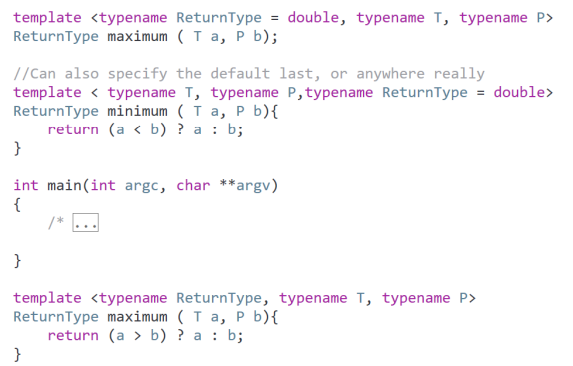 template <typename ReturnType = double, typename T, typename P>
ReturnType maximum ( T a, P b);
//Can also specify the default last, or anywhere really
template < typename T, typename P,typename ReturnType = double>
ReturnType minimum ( T a, P b){
    return (a < b) ? a : b;
}
int main(int argc, char **argv)
{
    /* ...
}
template <typename ReturnType, typename T, typename P>
ReturnType maximum ( T a, P b){
    return (a > b) ? a : b;
}